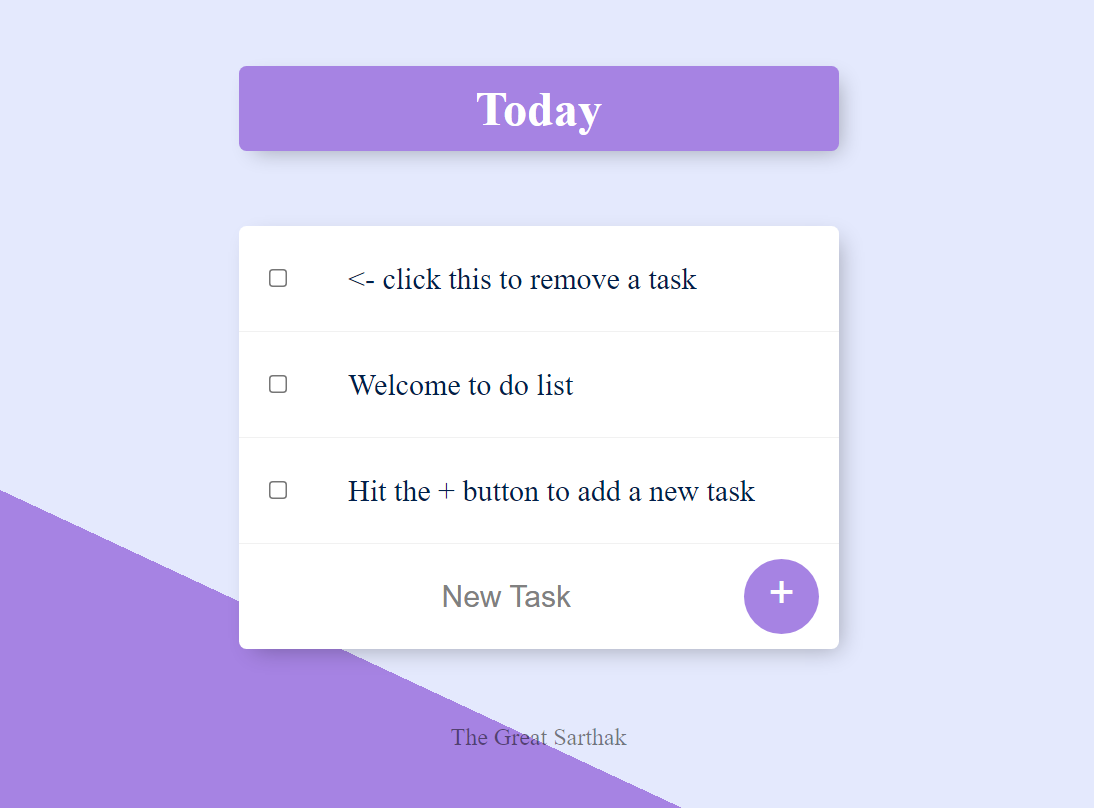 Today
<- click this to remove a task
Welcome to do list
Hit the + button to add a new task
New Task
+
The Great Sarthak